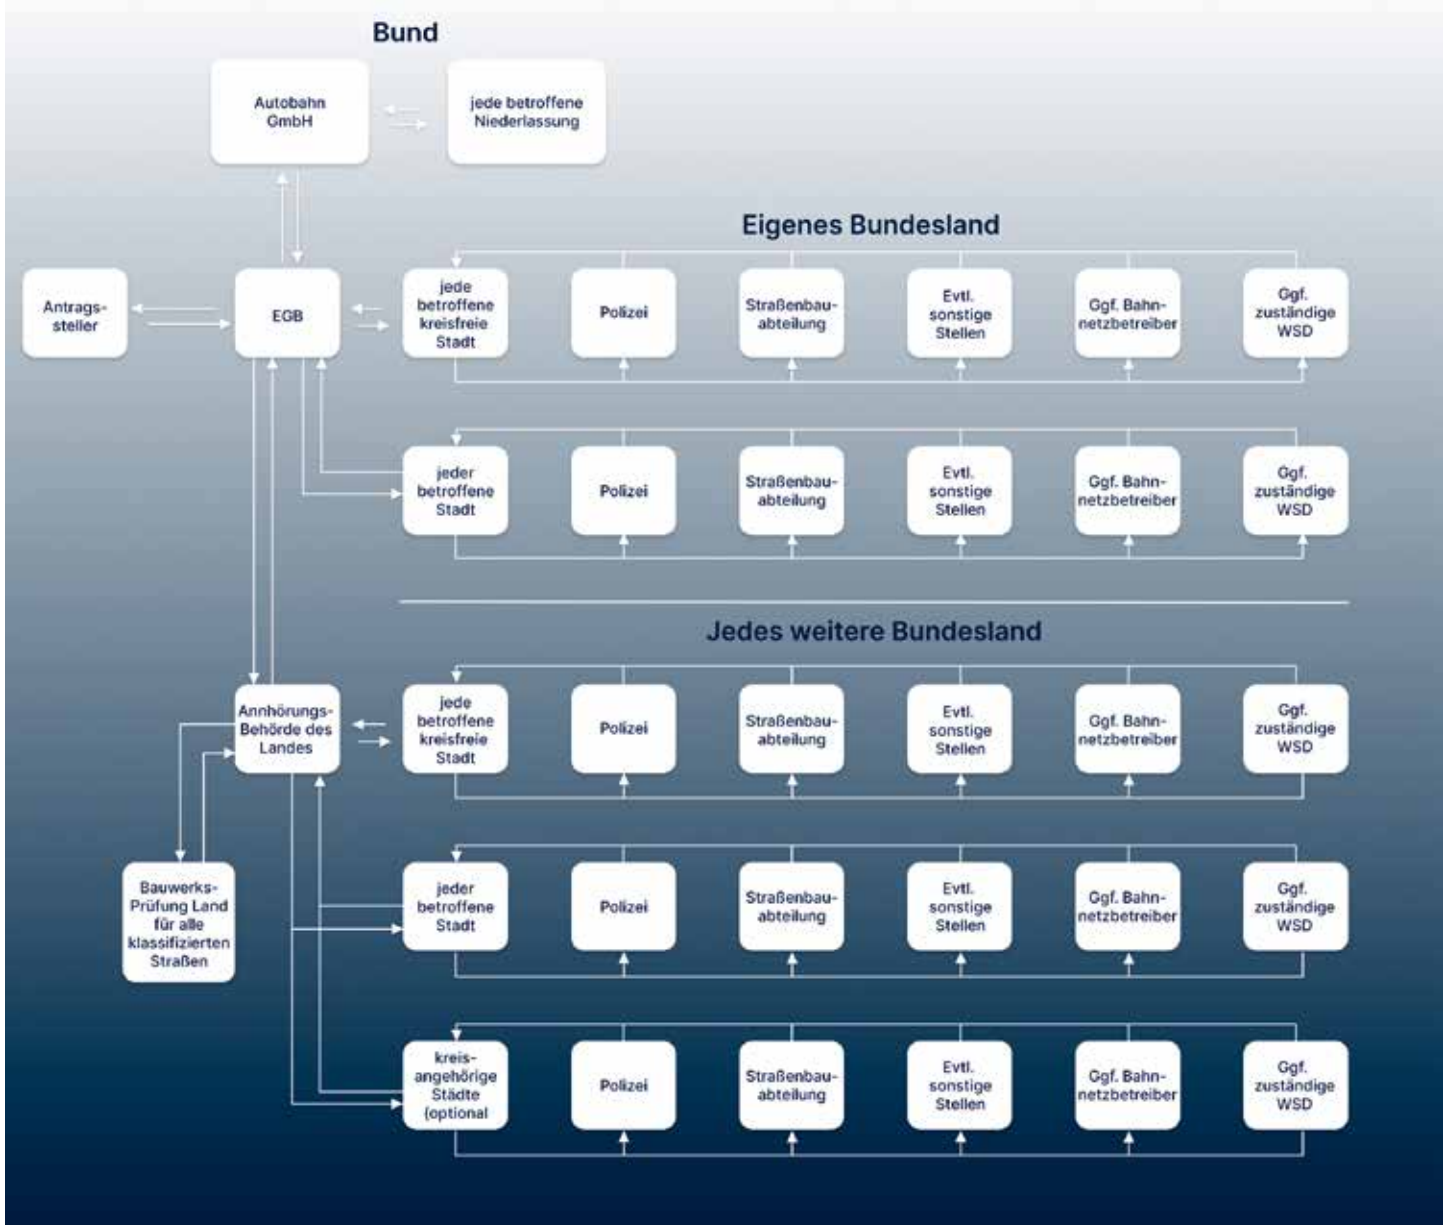 Bund
Autobahn
GmbH
jede betroffene
Niederlassung
Eigenes Bundesland
Antrags-
steller
EGB
jede
betroffene
kreisfreie
Stadt
Polizei
Straßenbau-
abteilung
Evtl.
sonstige
Stellen
Ggf. Bahn-
netzbetreiber
Ggf.
zuständige
WSD
jeder
betroffene
Stadt
Polizei
Straßenbau-
abteilung
Evtl.
sonstige
Stellen
Ggf. Bahn-
netzbetreiber
Ggf.
zuständige
WSD
Jedes weitere Bundesland
Annhörungs-
Behörde des
Landes
jede
betroffene
kreisfreie
Stadt
Polizei
Straßenbau-
abteilung
Evtl.
sonstige
Stellen
Ggf. Bahn-
netzbetreiber
Ggf.
zuständige
WSD
Bauwerks-
Prüfung Land
für alle
klassifizierten
Straßen
jeder
betroffene
Stadt
Polizei
Straßenbau-
abteilung
Evtl.
sonstige
Stellen
Ggf. Bahn-
netzbetreiber
Ggf.
zuständige
WSD
kreis-
angehörige
Städte
(optional
Polizei
Straßenbau-
abteilung
Evtl.
sonstige
Stellen
Ggf. Bahn-
netzbetreiber
Ggf.
zuständige
WSD